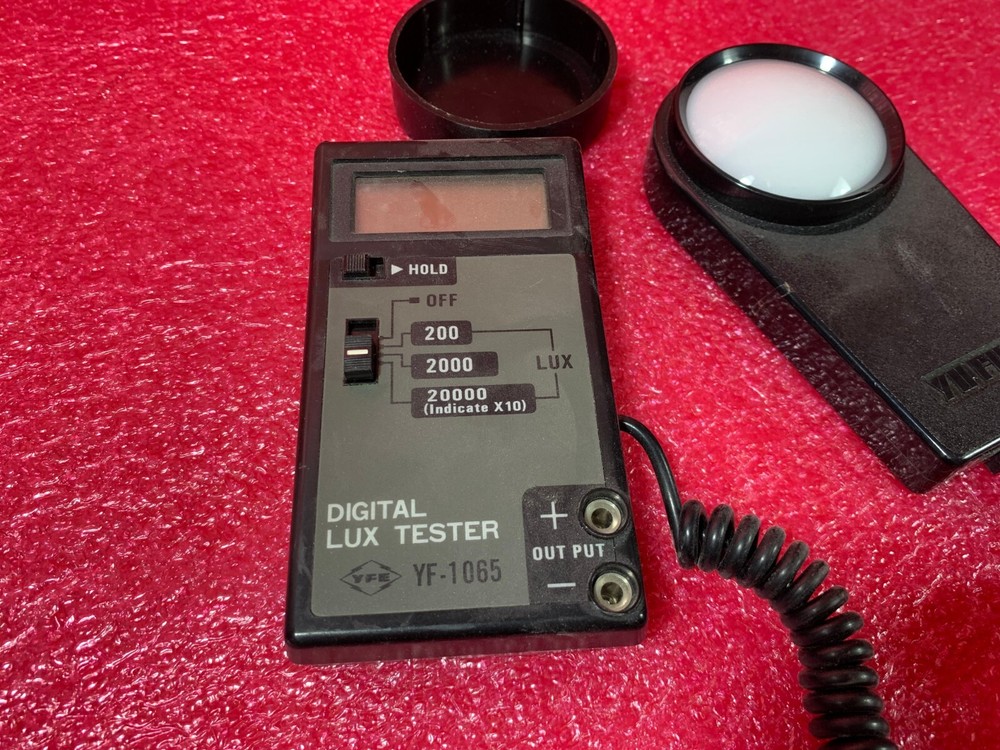 ▶ HOLD
OFF
200
2000
LUX
20000
(Indicate X10)
DIGITAL
LUX TESTER
YFE YF-1065
+
OUT PUT
−